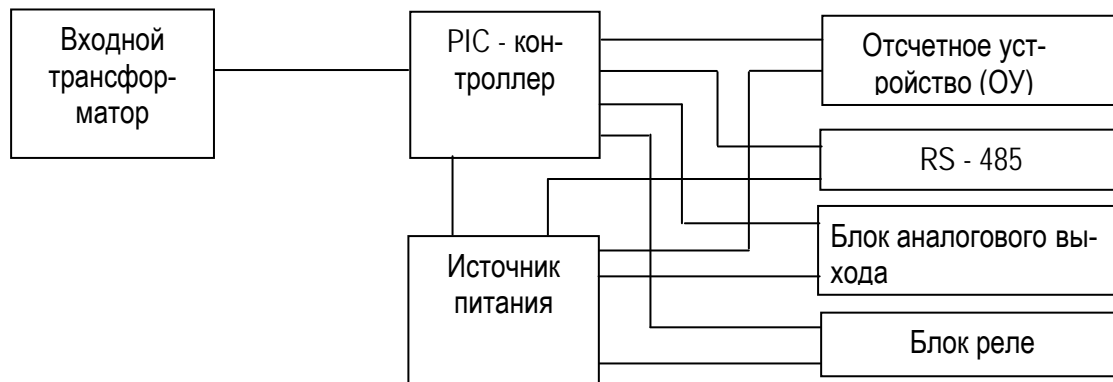 Входной
трансфор-
матор
PIC - кон-
троллер
Отсчетное уст-
ройство (ОУ)
RS - 485
Источник
питания
Блок аналогового вы-
хода
Блок реле